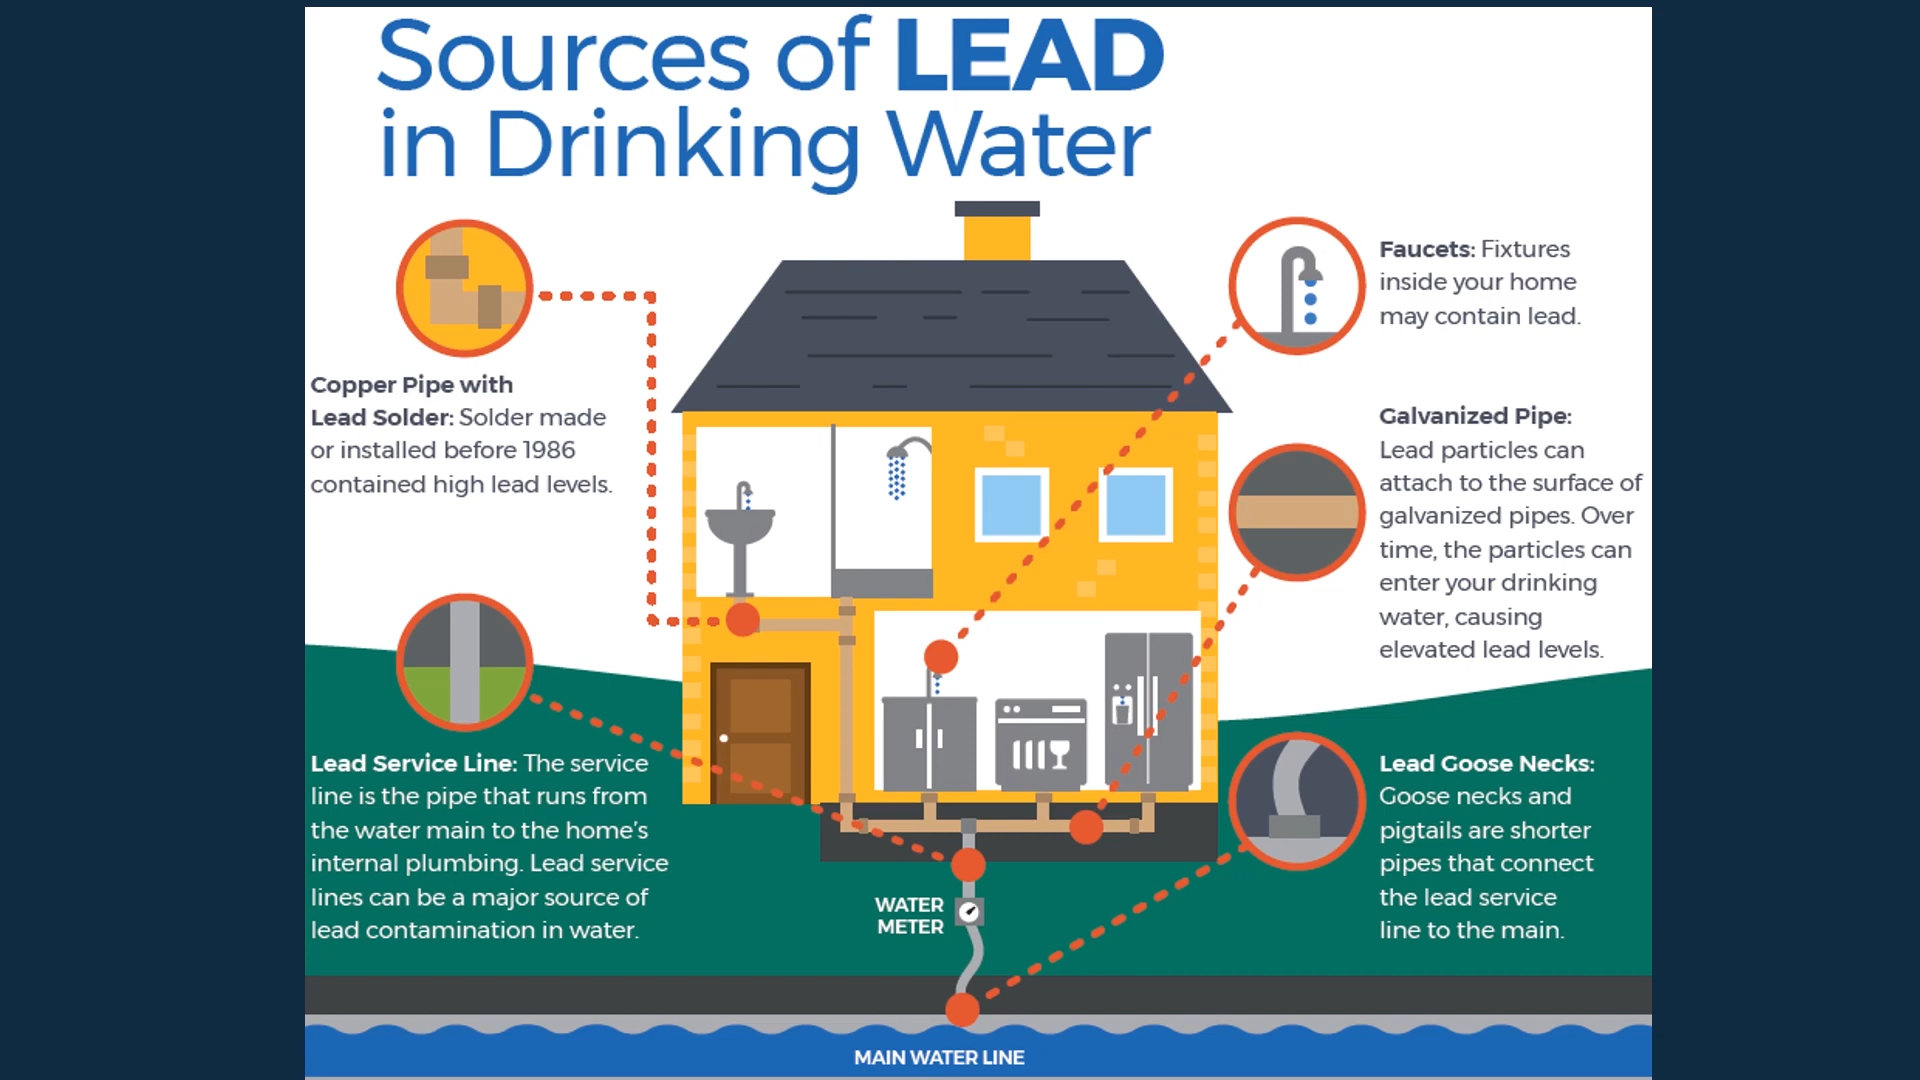 Sources of LEAD
in Drinking Water
Copper Pipe with
Lead Solder: Solder made
or installed before 1986
contained high lead levels.
Lead Service Line: The service
line is the pipe that runs from
the water main to the home's
internal plumbing. Lead service
lines can be a major source of
lead contamination in water.
Faucets: Fixtures
inside your home
may contain lead.
Galvanized Pipe:
Lead particles can
attach to the surface of
galvanized pipes. Over
time, the particles can
enter your drinking
water, causing
elevated lead levels.
Lead Goose Necks:
Goose necks and
pigtails are shorter
pipes that connect
the lead service
line to the main.
WATER
METER
MAIN WATER LINE